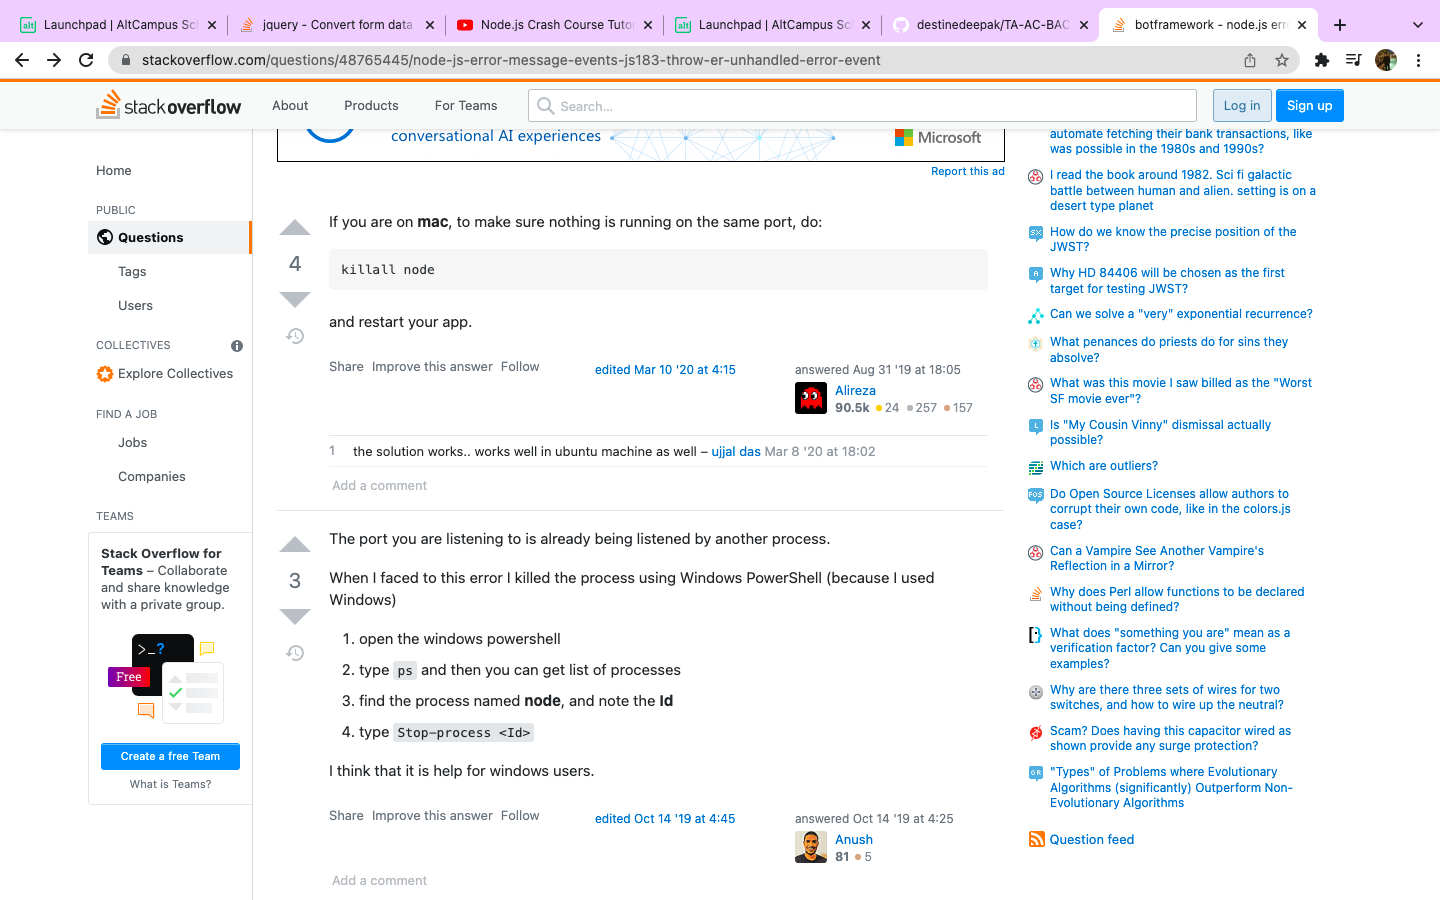 Launchpad | AltCampus Sc
jquery - Convert form data
Node.js Crash Course Tuto
Launchpad | AltCampus Sc
destinedeepak/TA-AC-BAC
botframework - node.js err
stackoverflow.com/questions/48765445/node-js-error-message-events-js183-throw-er-unhandled-error-event
stackoverflow
About
Products
For Teams
Search...
Log in
Sign up
Home
PUBLIC
Questions
Tags
Users
COLLECTIVES
Explore Collectives
FIND A JOB
Jobs
Companies
TEAMS
Stack Overflow for
Teams – Collaborate
and share knowledge
with a private group.
>_?
Free
Create a free Team
What is Teams?
conversational AI experiences
Microsoft
Report this ad
4
If you are on mac, to make sure nothing is running on the same port, do:
killall node
and restart your app.
Share Improve this answer Follow
edited Mar 10 '20 at 4:15
answered Aug 31 '19 at 18:05
Alireza
90.5k 24 257 157
1 the solution works.. works well in ubuntu machine as well – ujjal das Mar 8 '20 at 18:02
Add a comment
3
The port you are listening to is already being listened by another process.
When I faced to this error I killed the process using Windows PowerShell (because I used
Windows)
1. open the windows powershell
2. type ps and then you can get list of processes
3. find the process named node, and note the Id
4. type Stop-process <Id>
I think that it is help for windows users.
Share Improve this answer Follow
edited Oct 14 '19 at 4:45
answered Oct 14 '19 at 4:25
Anush
81 5
Add a comment
automate fetching their bank transactions, like
was possible in the 1980s and 1990s?
I read the book around 1982. Sci fi galactic
battle between human and alien. setting is on a
desert type planet
How do we know the precise position of the
JWST?
Why HD 84406 will be chosen as the first
target for testing JWST?
Can we solve a "very" exponential recurrence?
What penances do priests do for sins they
absolve?
What was this movie I saw billed as the "Worst
SF movie ever"?
Is "My Cousin Vinny" dismissal actually
possible?
Which are outliers?
Do Open Source Licenses allow authors to
corrupt their own code, like in the colors.js
case?
Can a Vampire See Another Vampire's
Reflection in a Mirror?
Why does Perl allow functions to be declared
without being defined?
What does "something you are" mean as a
verification factor? Can you give some
examples?
Why are there three sets of wires for two
switches, and how to wire up the neutral?
Scam? Does having this capacitor wired as
shown provide any surge protection?
"Types" of Problems where Evolutionary
Algorithms (significantly) Outperform Non-
Evolutionary Algorithms
Question feed